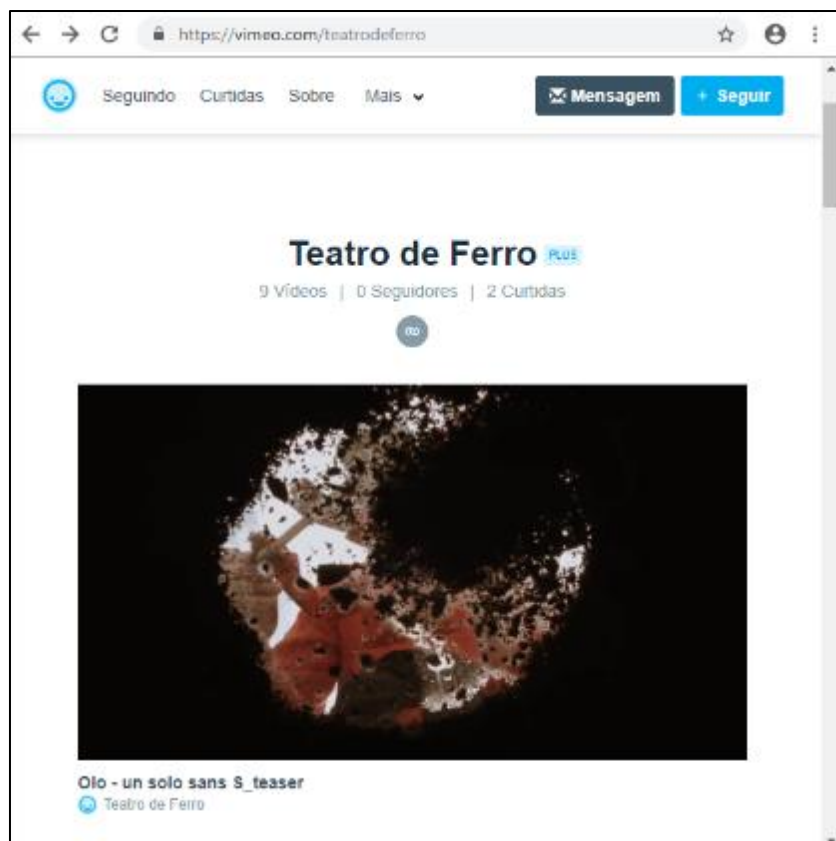 https://vimeo.com/teatrodeferro
Seguindo Curtidas Sobre Mais Mensagem + Seguir
Teatro de Ferro PLUS
9 Vídeos | 0 Seguidores | 2 Curtidas
Olo - un solo sans S_teaser
Teatro de Ferro